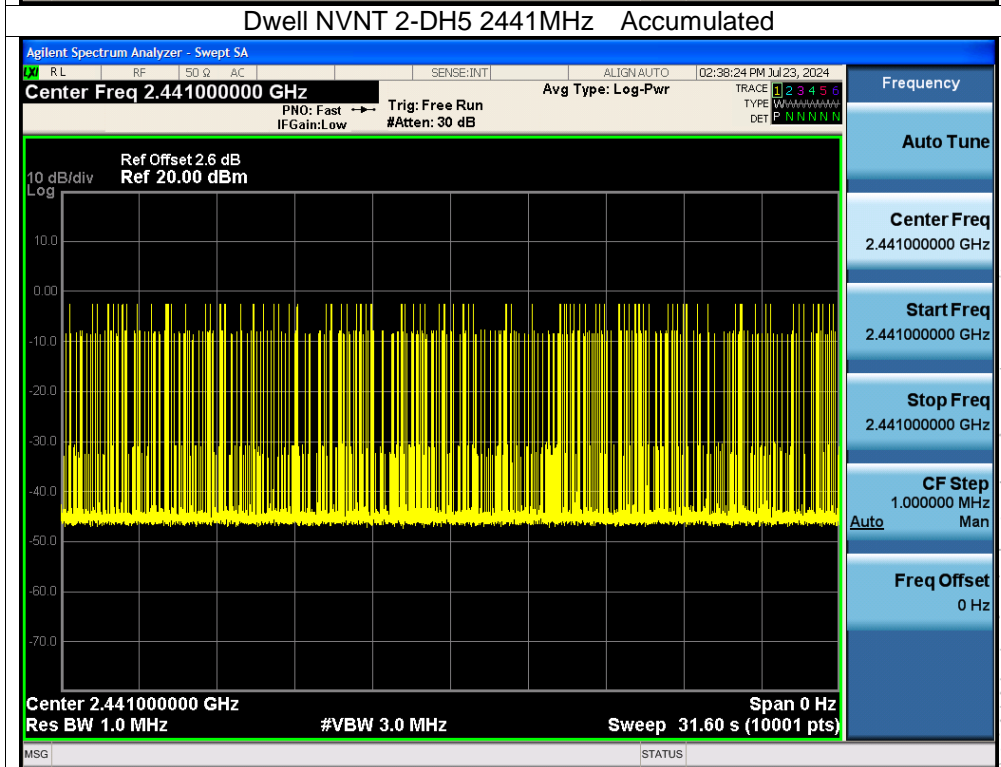 Dwell NVNT 2-DH5 2441MHz Accumulated
Agilent Spectrum Analyzer - Swept SA
LXI RL RF 50 Ω AC SENSE:INT ALIGN AUTO 02:38:24 PM Jul 23, 2024
Center Freq 2.441000000 GHz
PNO: Fast
IFGain:Low
Trig: Free Run
#Atten: 30 dB
Avg Type: Log-Pwr
TRACE 1 2 3 4 5 6
TYPE WWWWWW
DET P N N N N N
Ref Offset 2.6 dB
10 dB/div Ref 20.00 dBm
Log
10.0
0.00
-10.0
-20.0
-30.0
-40.0
-50.0
-60.0
-70.0
Center 2.441000000 GHz Span 0 Hz
Res BW 1.0 MHz #VBW 3.0 MHz Sweep 31.60 s (10001 pts)
MSG STATUS
Frequency
Auto Tune
Center Freq
2.441000000 GHz
Start Freq
2.441000000 GHz
Stop Freq
2.441000000 GHz
CF Step
1.000000 MHz
Auto Man
Freq Offset
0 Hz